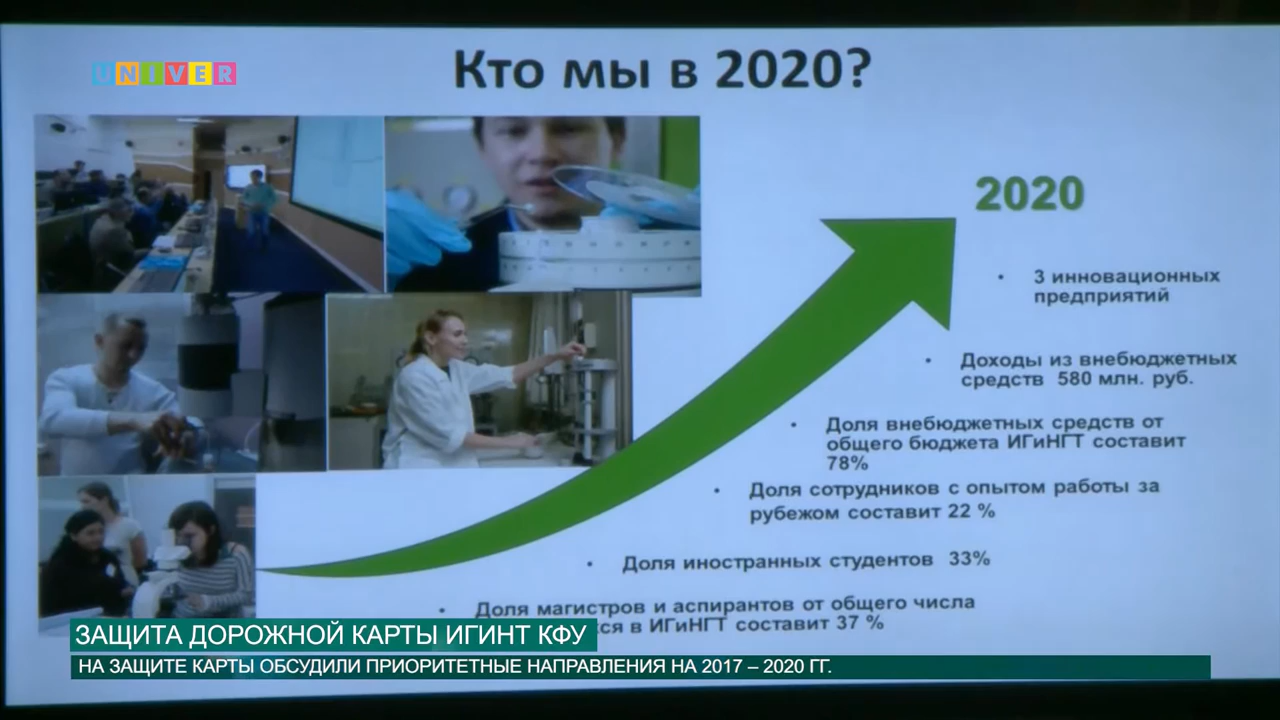 UNIVER
Кто мы в 2020?
2020
• 3 инновационных
предприятий
• Доходы из внебюджетных
средств 580 млн. руб.
• Доля внебюджетных средств от
общего бюджета ИГиНГТ составит
78%
• Доля сотрудников с опытом работы за
рубежом составит 22 %
• Доля иностранных студентов 33%
• Доля магистров и аспирантов от общего числа
в ИГиНГТ составит 37 %
ЗАЩИТА ДОРОЖНОЙ КАРТЫ ИГИНТ КФУ
НА ЗАЩИТЕ КАРТЫ ОБСУДИЛИ ПРИОРИТЕТНЫЕ НАПРАВЛЕНИЯ НА 2017 – 2020 ГГ.